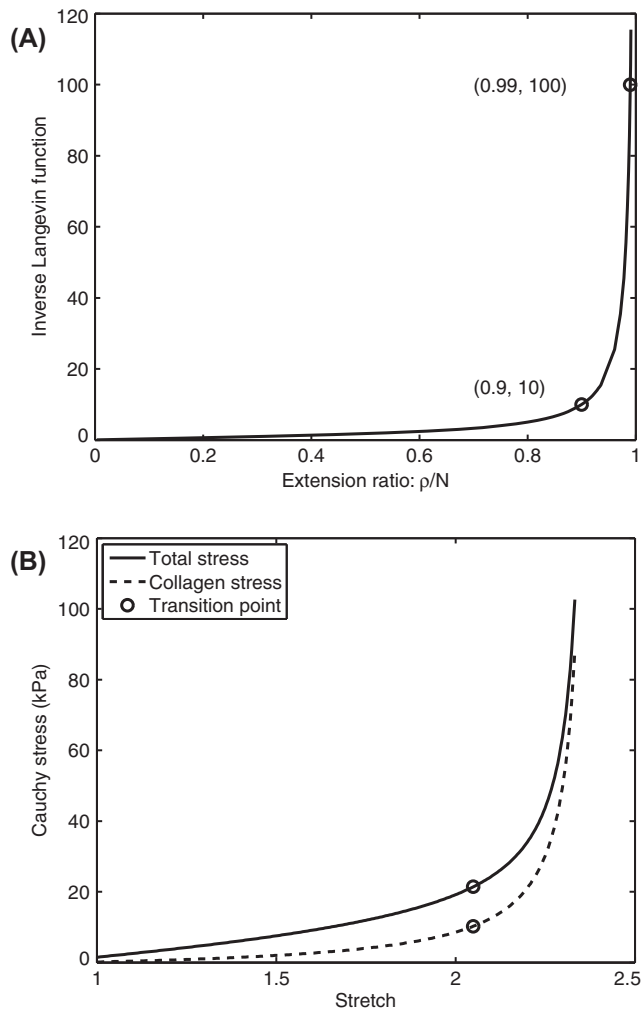 (A)
120
100
80
60
40
20
0
Inverse Langevin function
(0.99, 100)
(0.9, 10)
0 0.2 0.4 0.6 0.8 1
Extension ratio: ρ/N
(B)
120
100
80
60
40
20
0
Cauchy stress (kPa)
Total stress
Collagen stress
Transition point
1 1.5 2 2.5
Stretch